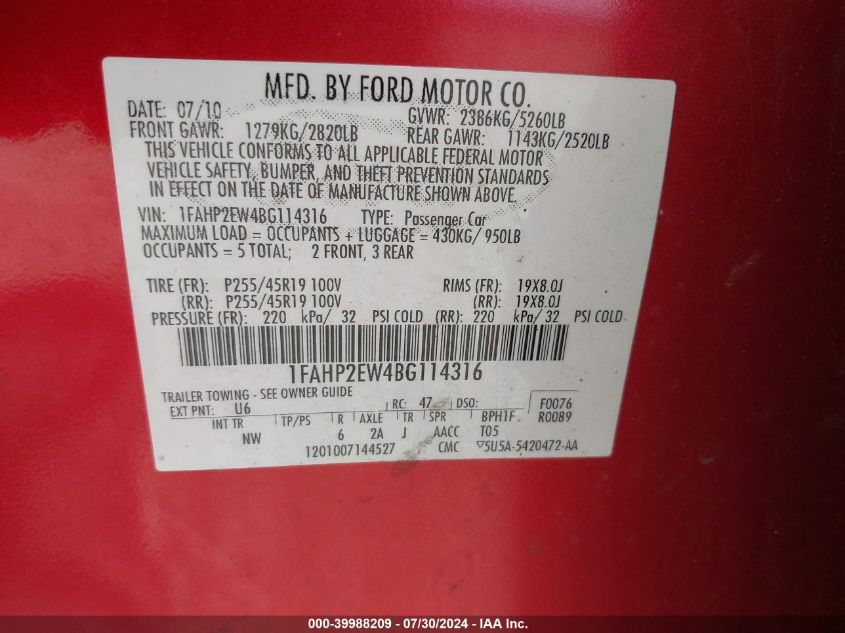 MFD. BY FORD MOTOR CO.
DATE: 07/10 GVWR: 2386KG/5260LB
FRONT GAWR: 1279KG/2820LB REAR GAWR: 1143KG/2520LB
THIS VEHICLE CONFORMS TO ALL APPLICABLE FEDERAL MOTOR
VEHICLE SAFETY, BUMPER, AND THEFT PREVENTION STANDARDS
IN EFFECT ON THE DATE OF MANUFACTURE SHOWN ABOVE.
VIN: 1FAHP2EW4BG114316 TYPE: Passenger Car
MAXIMUM LOAD = OCCUPANTS + LUGGAGE = 430KG/ 950LB
OCCUPANTS = 5 TOTAL; 2 FRONT, 3 REAR
TIRE (FR): P255/45R19 100V RIMS (FR): 19X8.0J
(RR): P255/45R19 100V (RR): 19X8.0J
PRESSURE (FR): 220 kPa/ 32 PSI COLD (RR): 220 kPa/ 32 PSI COLD
1FAHP2EW4BG114316
TRAILER TOWING - SEE OWNER GUIDE
EXT PNT: U6 RC: 47 DSO: F0076
INT TR TP/PS R AXLE TR SPR BPH1F R0089
NW 6 2A J AACC T05
1201007144527 CMC ▽5U5A-5420472-AA
000-39988209 - 07/30/2024 - IAA Inc.